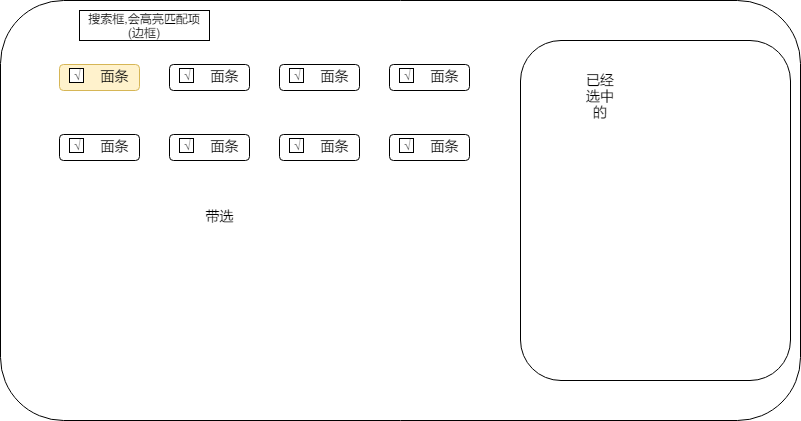 搜索框,会高亮匹配项
(边框)
√ 面条 √ 面条 √ 面条 √ 面条
√ 面条 √ 面条 √ 面条 √ 面条
带选
已经
选中
的